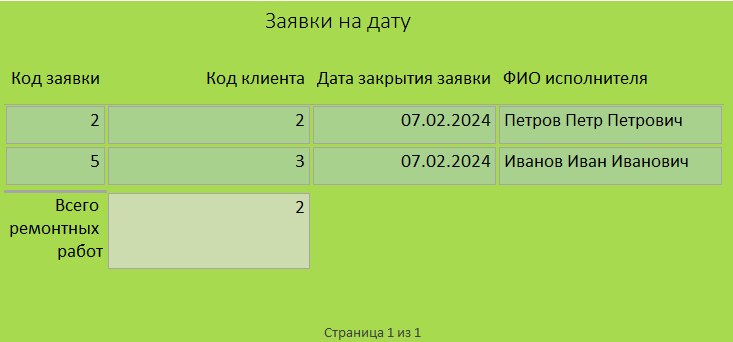 Заявки на дату
Код заявки Код клиента Дата закрытия заявки ФИО исполнителя
2 2 07.02.2024 Петров Петр Петрович
5 3 07.02.2024 Иванов Иван Иванович
Всего 2
ремонтных
работ
Страница 1 из 1